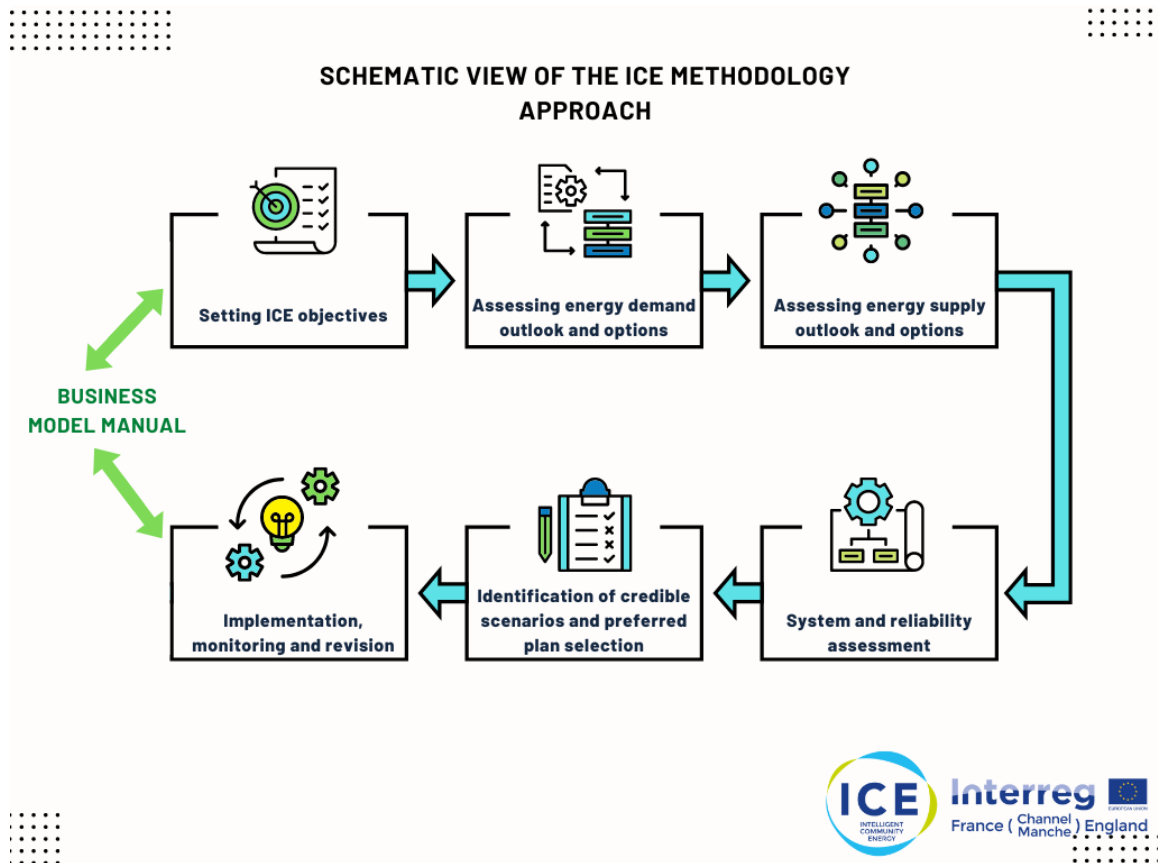 SCHEMATIC VIEW OF THE ICE METHODOLOGY
APPROACH
Setting ICE objectives
Assessing energy demand
outlook and options
Assessing energy supply
outlook and options
BUSINESS
MODEL MANUAL
Implementation,
monitoring and revision
Identification of credible
scenarios and preferred
plan selection
System and reliability
assessment
ICE
INTELLIGENT
COMMUNITY
ENERGY
Interreg
EUROPEAN UNION
France ( Channel
Manche ) England